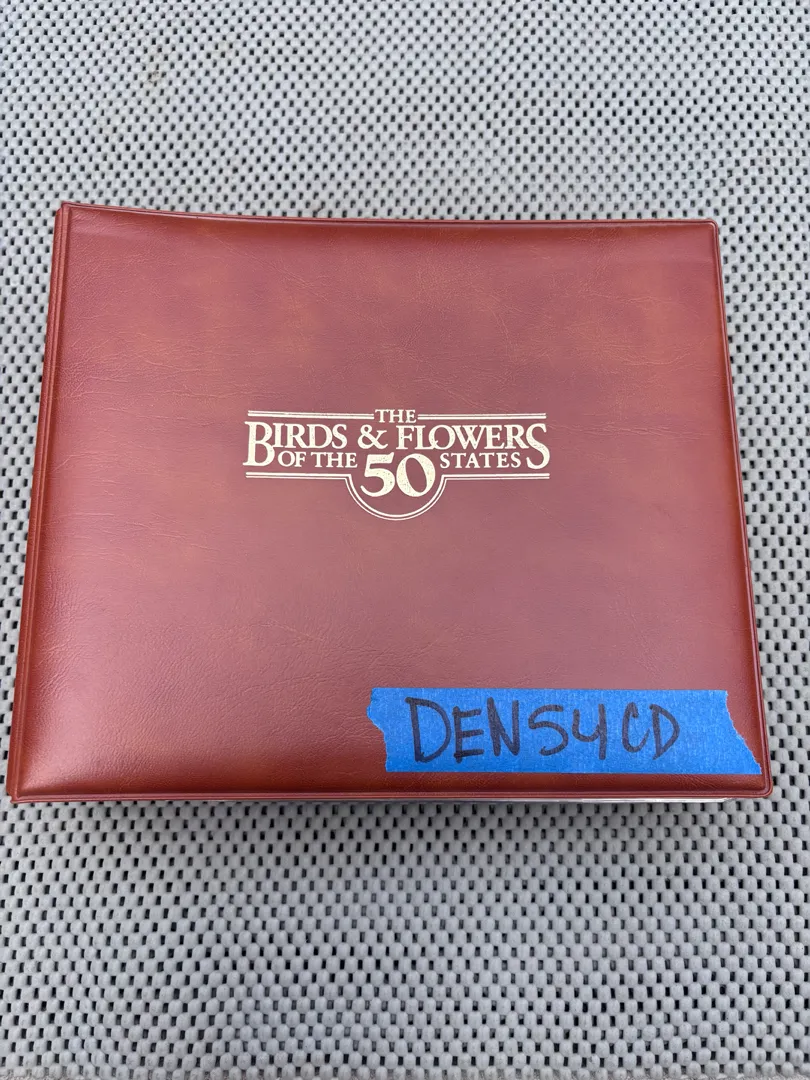 THE
BIRDS & FLOWERS
OF THE 50 STATES
DEN54CD